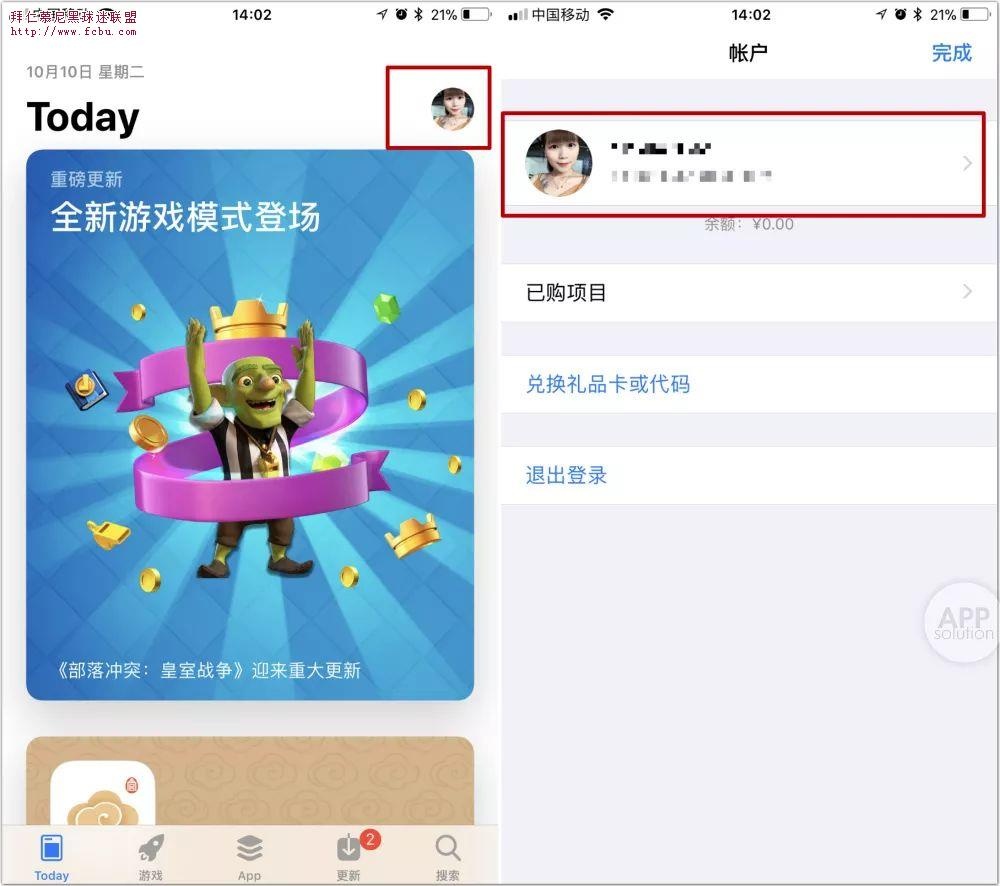 拜仁慕尼黑球迷联盟
http://www.fcbu.com
14:02
21%
10月10日 星期二
Today
重磅更新
全新游戏模式登场
《部落冲突：皇室战争》迎来重大更新
2
Today
游戏
App
更新
搜索
中国移动
14:02
21%
帐户
完成
余额：¥0.00
已购项目
兑换礼品卡或代码
退出登录
APP
solution